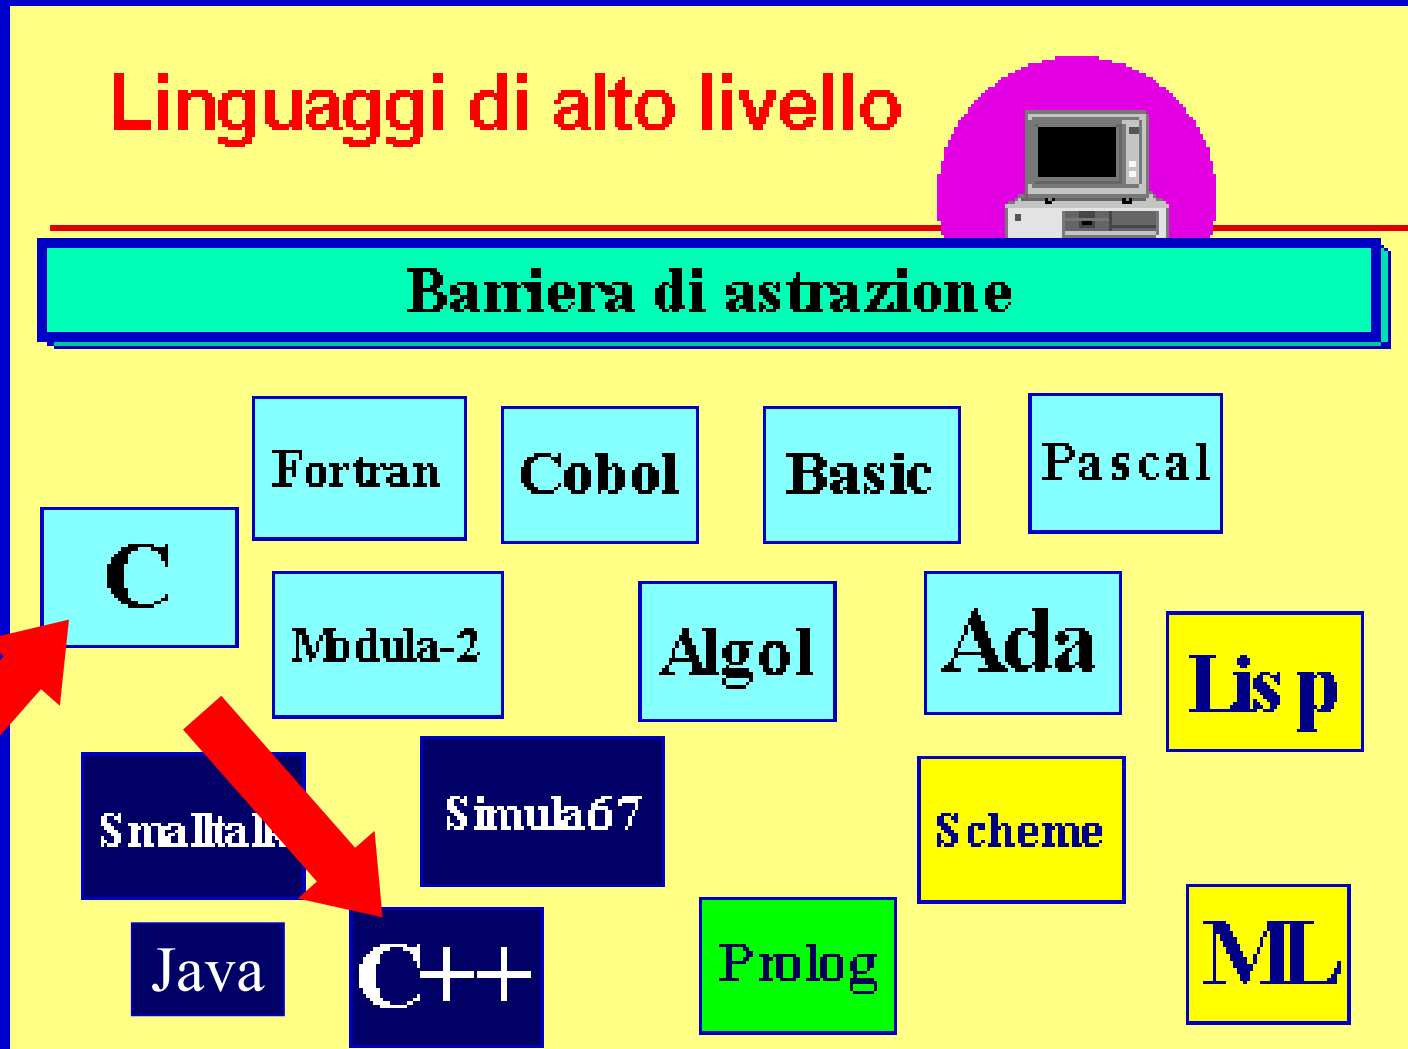 Linguaggi di alto livello
Barriera di astrazione
Fortran
Cobol
Basic
Pascal
C
Modula-2
Algol
Ada
Lisp
Smalltalk
Simula67
Scheme
Java
C++
Prolog
ML